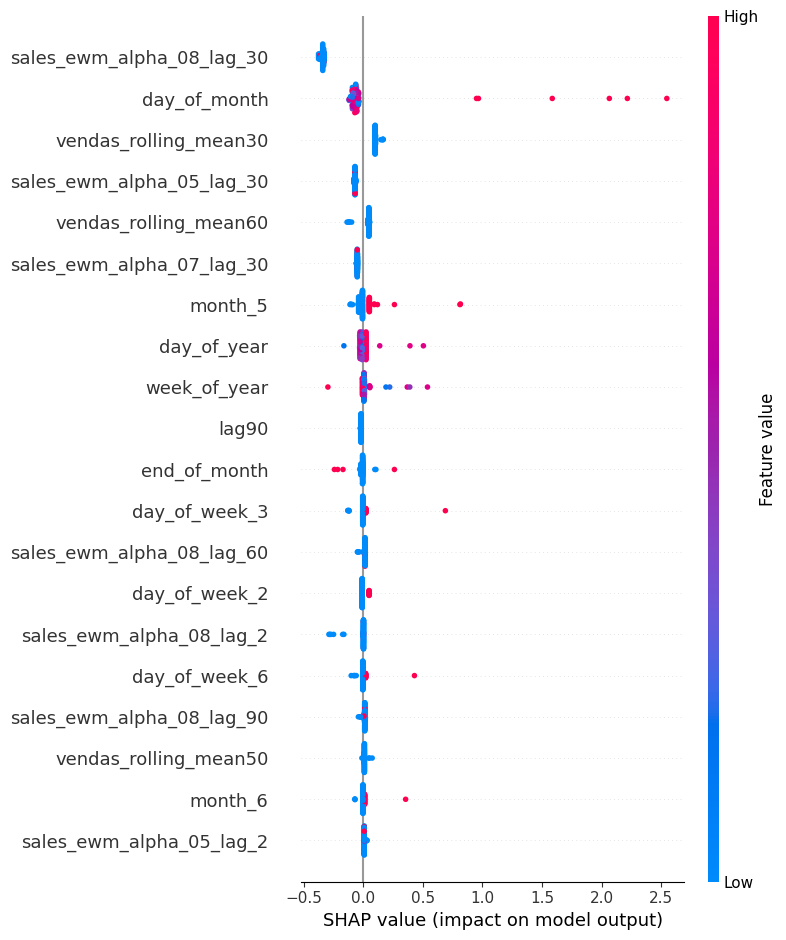 High
sales_ewm_alpha_08_lag_30
day_of_month
vendas_rolling_mean30
sales_ewm_alpha_05_lag_30
vendas_rolling_mean60
sales_ewm_alpha_07_lag_30
month_5
day_of_year
week_of_year
lag90
end_of_month
day_of_week_3
sales_ewm_alpha_08_lag_60
day_of_week_2
sales_ewm_alpha_08_lag_2
day_of_week_6
sales_ewm_alpha_08_lag_90
vendas_rolling_mean50
month_6
sales_ewm_alpha_05_lag_2
Feature value
Low
−0.5 0.0 0.5 1.0 1.5 2.0 2.5
SHAP value (impact on model output)